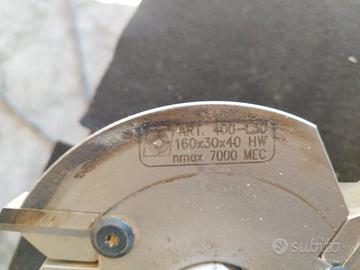 ART. 400-L30
160x30x40 HW
nmax 7000 MEC
subito